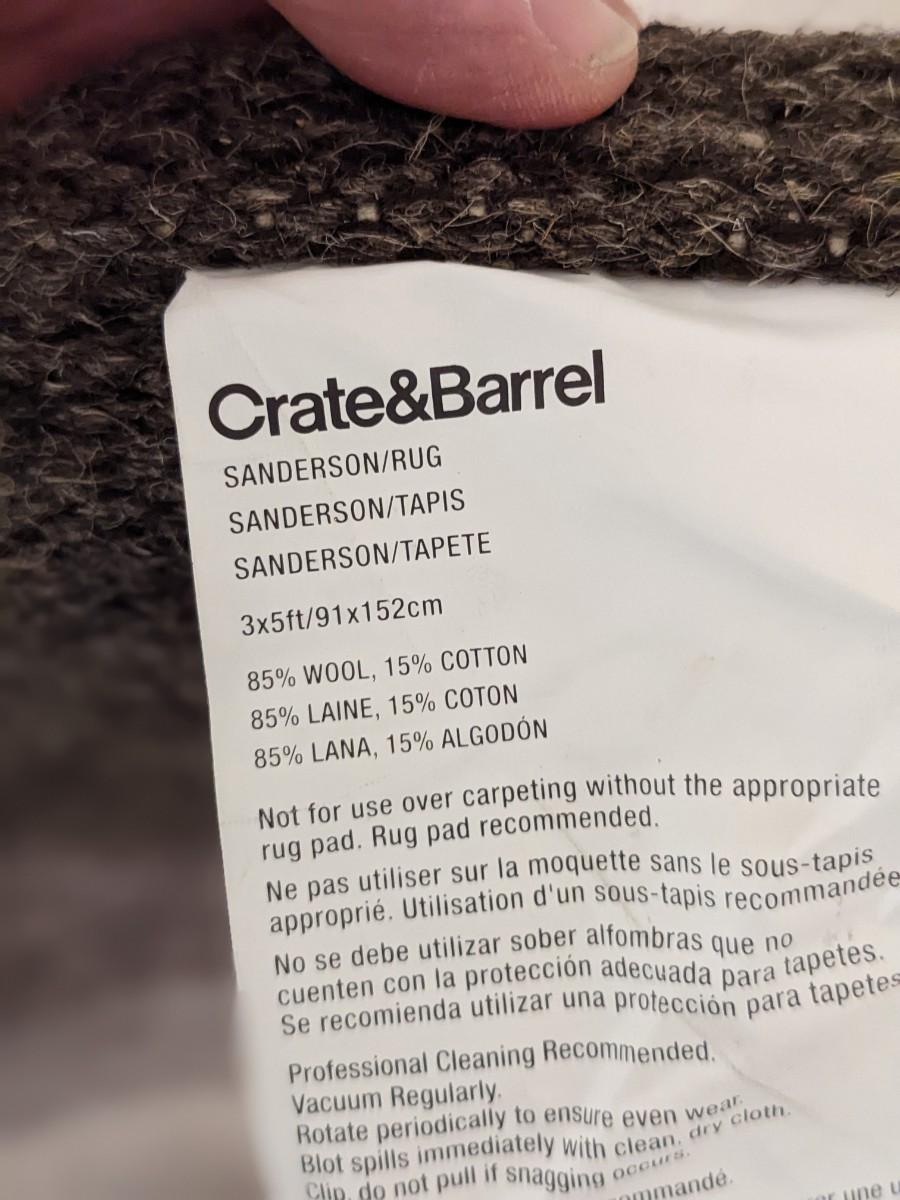 Crate&Barrel
SANDERSON/RUG
SANDERSON/TAPIS
SANDERSON/TAPETE
3x5ft/91x152cm
85% WOOL, 15% COTTON
85% LAINE, 15% COTON
85% LANA, 15% ALGODÓN
Not for use over carpeting without the appropriate
rug pad. Rug pad recommended.
Ne pas utiliser sur la moquette sans le sous-tapis
approprié. Utilisation d'un sous-tapis recommandée
No se debe utilizar sober alfombras que no
cuenten con la protección adecuada para tapetes.
Se recomienda utilizar una protección para tapetes
Professional Cleaning Recommended.
Vacuum Regularly.
Rotate periodically to ensure even wear.
Blot spills immediately with clean, dry cloth.
Clip, do not pull if snagging occurs.